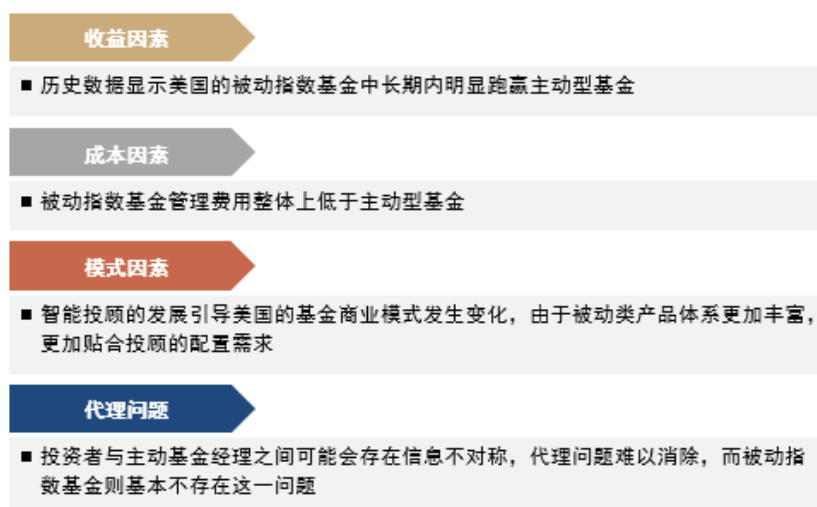 收益因素
■ 历史数据显示美国的被动指数基金中长期内明显跑赢主动型基金
成本因素
■ 被动指数基金管理费用整体上低于主动型基金
模式因素
■ 智能投顾的发展引导美国的基金商业模式发生变化，由于被动类产品体系更加丰富，
更加贴合投顾的配置需求
代理问题
■ 投资者与主动基金经理之间可能会存在信息不对称，代理问题难以消除，而被动指
数基金则基本不存在这一问题